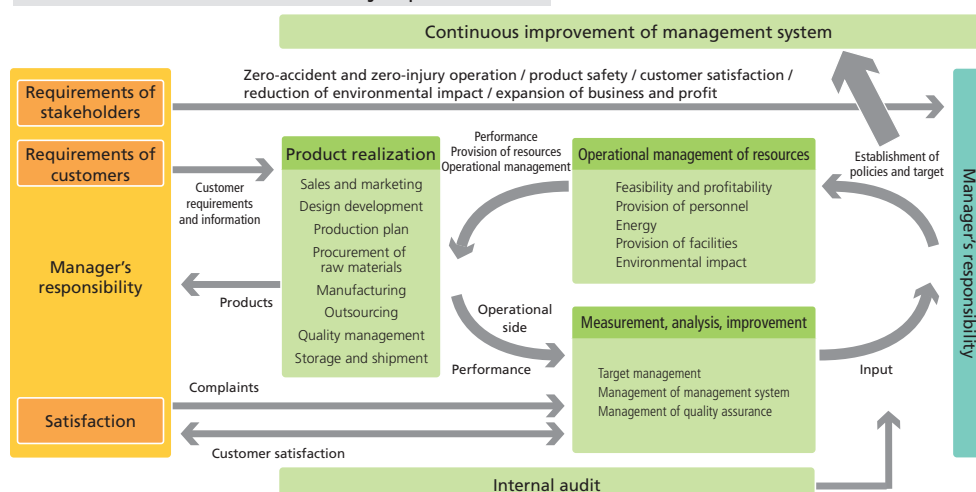 Continuous improvement of management system
Zero-accident and zero-injury operation / product safety / customer satisfaction /
reduction of environmental impact / expansion of business and profit
Requirements of
stakeholders
Requirements of
customers
Manager's
responsibility
Satisfaction
Customer
requirements
and information
Products
Complaints
Customer satisfaction
Product realization
Sales and marketing
Design development
Production plan
Procurement of
raw materials
Manufacturing
Outsourcing
Quality management
Storage and shipment
Performance
Provision of resources
Operational management
Operational
side
Performance
Operational management of resources
Feasibility and profitability
Provision of personnel
Energy
Provision of facilities
Environmental impact
Measurement, analysis, improvement
Target management
Management of management system
Management of quality assurance
Establishment of
policies and target
Input
Manager's responsibility
Internal audit